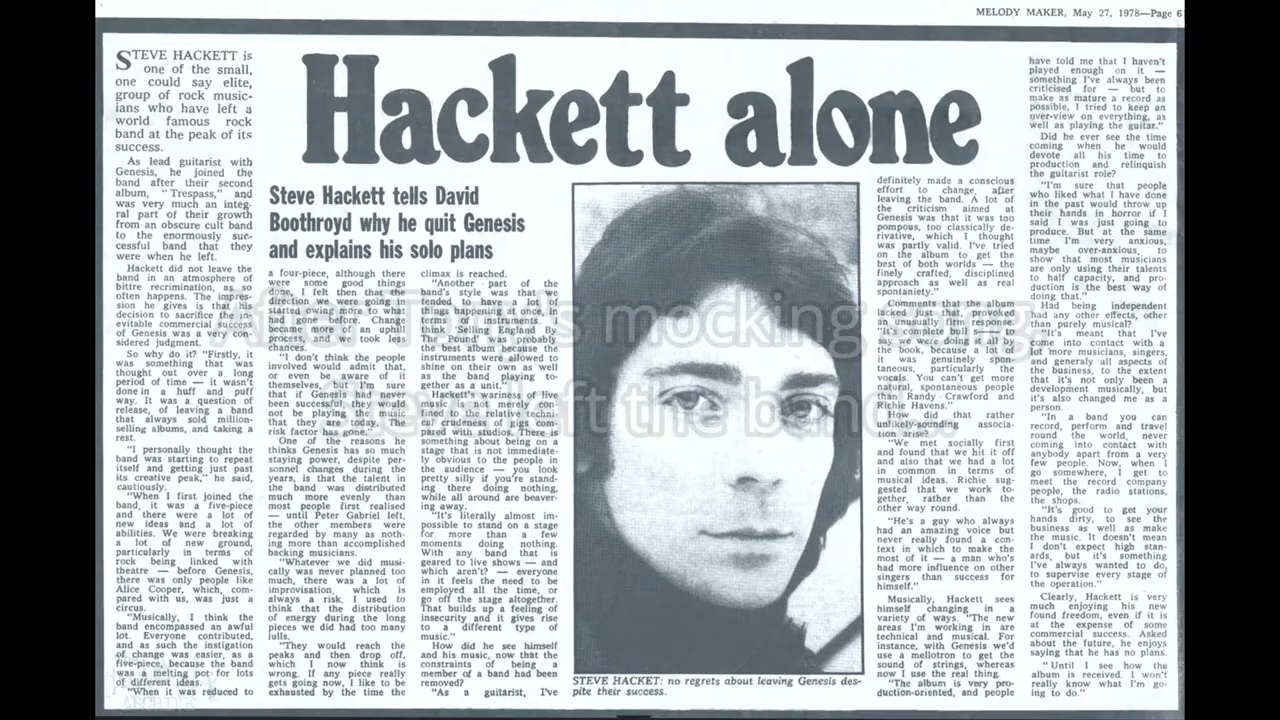 MELODY MAKER, May 27, 1978—Page 6
Hackett alone
Steve Hackett tells David
Boothroyd why he quit Genesis
and explains his solo plans
STEVE HACKETT is
one of the small,
one could say elite,
group of rock music-
ians who have left a
world famous rock
band at the peak of its
success.
As lead guitarist with
Genesis, he joined the
band after their second
album, "Trespass," and
was very much an integ-
ral part of their growth
from an obscure cult band
to the enormously suc-
cessful band that they
were when he left.
Hackett did not leave the
band in an atmosphere of
bittre recrimination, as so
often happens. The impres-
sion he gives is that his
decision to sacrifice the in-
evitable commercial success
of Genesis was a very con-
sidered judgment.
So why do it? "Firstly, it
was something that was
thought out over a long
period of time — it wasn't
done in a huff and puff
way. It was a question of
release, of leaving a band
that always sold million-
selling albums, and taking a
rest.
"I personally thought the
band was starting to repeat
itself and getting just past
its creative peak," he said,
cautiously.
"When I first joined the
band, it was a five-piece
and there were a lot of
new ideas and a lot of
abilities. We were breaking
a lot of new ground,
particularly in terms of
rock being linked with
theatre — before Genesis,
there was only people like
Alice Cooper, which, com-
pared with us, was just a
circus.
"Musically, I think the
band encompassed an awful
lot. Everyone contributed,
and as such the instigation
of change was easier, as a
five-piece, because the band
was a melting pot for lots
of different ideas.
"When it was reduced to
a four-piece, although there
were some good things
done, I felt then that the
direction we were going in
started owing more to what
had gone before. Change
became more of an uphill
process, and we took less
chances.
"I don't think the people
involved would admit that,
or even be aware of it
themselves, but I'm sure
that if Genesis had never
been successful, they would
not be playing the music
that they are today. The
risk factor has gone."
One of the reasons he
thinks Genesis has so much
staying power, despite per-
sonnel changes during the
years, is that the talent in
the band was distributed
much more evenly than
most people first realised
— until Peter Gabriel left,
the other members were
regarded by many as noth-
ing more than accomplished
backing musicians.
"Whatever we did musi-
cally was never planned too
much, there was a lot of
improvisation, which is
always a risk. I used to
think that the distribution
of energy during the long
pieces we did had too many
lulls.
"They would reach the
peaks and then drop off,
which I now think is
wrong. If any piece really
gets going now, I like to be
exhausted by the time the
climax is reached.
"Another part of the
band's style was that we
tended to have a lot of
things happening at once, in
terms of instruments. I
think 'Selling England By
The Pound' was probably
the best album because the
instruments were allowed to
shine on their own as well
as the band playing to-
gether as a unit."
Hackett's wariness of live
music is not merely con-
fined to the relative techni-
cal crudeness of gigs com-
pared with studios. There is
something about being on a
stage that is not immediate-
ly obvious to the people in
the audience — you look
pretty silly if you're stand-
ing there doing nothing,
while all around are beaver-
ing away.
"It's literally almost im-
possible to stand on a stage
for more than a few
moments doing nothing.
With any band that is
geared to live shows — and
which aren't? — everyone
in it feels the need to be
employed all the time, or
go off the stage altogether.
That builds up a feeling of
insecurity and it gives rise
to a different type of
music."
How did he see himself
and his music, now that the
constraints of being a
member of a band had been
removed?
"As a guitarist, I've
STEVE HACKET: no regrets about leaving Genesis des-
pite their success.
definitely made a conscious
effort to change, after
leaving the band. A lot of
the criticism aimed at
Genesis was that it was too
pompous, too classically de-
rivative, which I thought
was partly valid. I've tried
on the album to get the
best of both worlds — the
finely crafted, disciplined
approach as well as real
spontaniety."
Comments that the album
lacked that provoked
an unusually firm response.
"By complete bull —, no
way we were doing it all by
the book, because a lot of
it was genuinely spon-
taneous, particularly the
vocals. You can't get more
natural, spontaneous people
than Randy Crawford and
Richie Havens."
How did that rather
unlikely-sounding associa-
tion arise?
"We met socially first
and found that we hit it off
and also that we had a lot
in common in terms of
musical ideas. Richie sug-
gested that we work to-
gether, rather than the
other way round.
"He's a guy who always
had an amazing voice but
never really found a con-
text in which to make the
most of it — a man who's
had more influence on other
singers than success for
himself."
Musically, Hackett sees
himself changing in a
variety of ways. "The new
areas I'm working in are
technical and musical. For
instance, with Genesis we'd
use a mellotron to get the
sound of strings, whereas
now I use the real thing.
"The album is very pro-
duction-oriented, and people
have told me that I haven't
played enough on it —
something I've always been
criticised for — but to
make as mature a record as
possible, I tried to keep an
over-view on everything, as
well as playing the guitar."
Did he ever see the time
coming when he would
devote all his time to
production and relinquish
the guitarist role?
"I'm sure that people
who liked what I have done
in the past would throw up
their hands in horror if I
said I was just going to
produce. But at the same
time I'm very anxious,
maybe over-anxious, to
show that most musicians
are only using their talents
to half capacity, and pro-
duction is the best way of
doing that."
Had being independent
had any other effects, other
than purely musical?
"It's meant that I've
come into contact with a
lot more musicians, singers,
and generally all aspects of
the business, to the extent
that it's not only been a
development musically, but
it's also changed me as a
person.
"In a band you can
record, perform and travel
round the world, never
coming into contact with
anybody apart from a very
few people. Now, when I
go somewhere, I get to
meet the record company
people, the radio stations,
the shops.
"It's good to get your
hands dirty, to see the
business as well as make
the music. It doesn't mean
I don't expect high stan-
ards, but it's something
I've always wanted to do,
to supervise every stage of
the operation."
Clearly, Hackett is very
much enjoying his new
found freedom, even if it is
at the expense of some
commercial success. Asked
about the future, he enjoys
saying that he has no plans.
"Until I see how the
album is received, I won't
really know what I'm go-
ing to do."